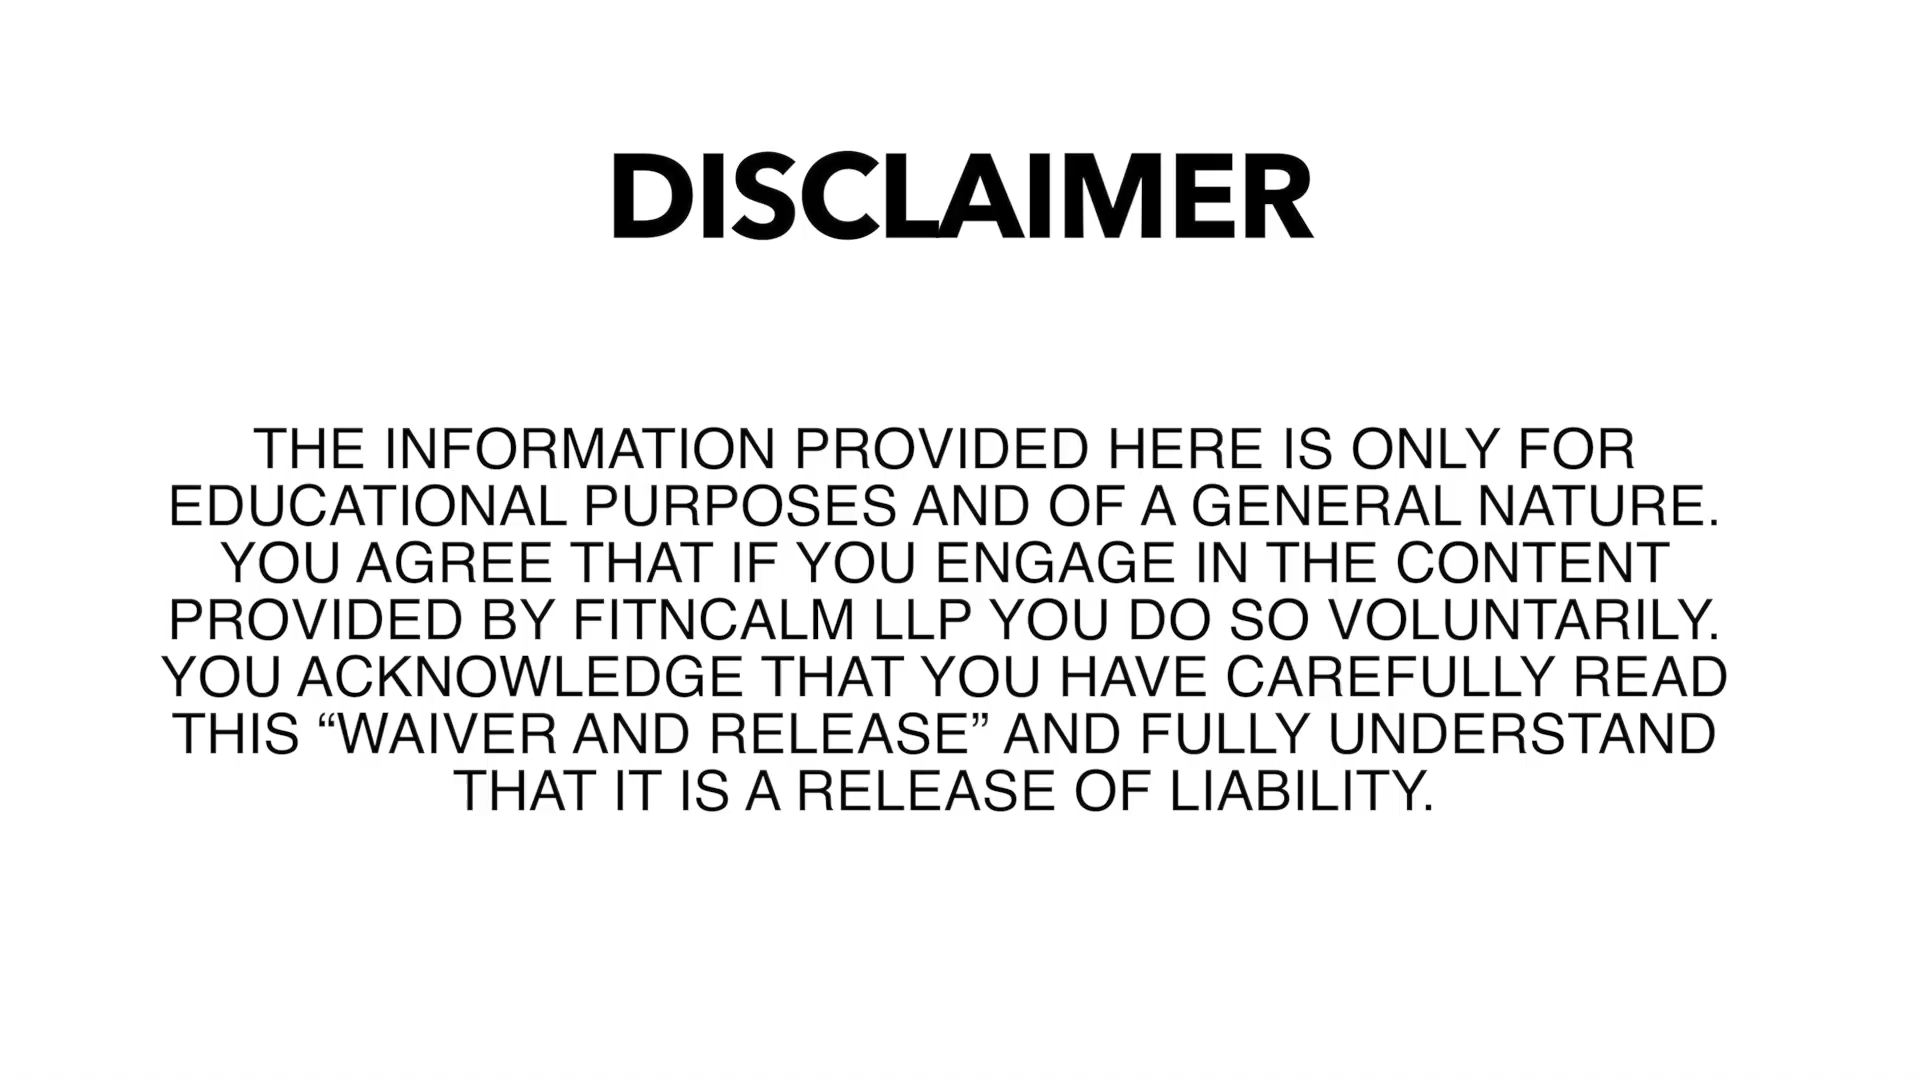 DISCLAIMER
THE INFORMATION PROVIDED HERE IS ONLY FOR
EDUCATIONAL PURPOSES AND OF A GENERAL NATURE.
YOU AGREE THAT IF YOU ENGAGE IN THE CONTENT
PROVIDED BY FITNCALM LLP YOU DO SO VOLUNTARILY.
YOU ACKNOWLEDGE THAT YOU HAVE CAREFULLY READ
THIS “WAIVER AND RELEASE” AND FULLY UNDERSTAND
THAT IT IS A RELEASE OF LIABILITY.